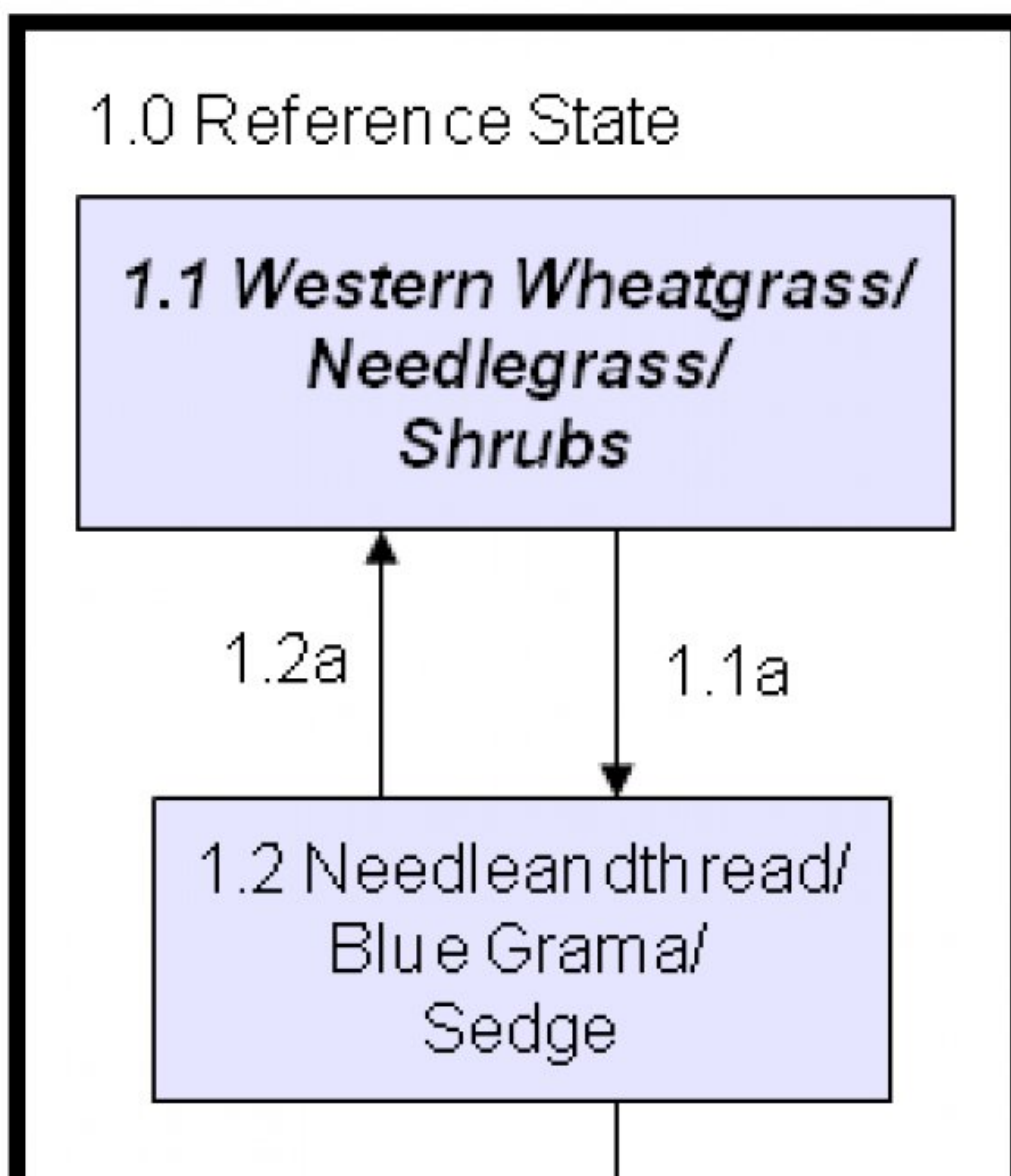 1.0 Reference State
1.1 Western Wheatgrass/
Needlegrass/
Shrubs
1.2a
1.1a
1.2 Needleandthread/
Blue Grama/
Sedge